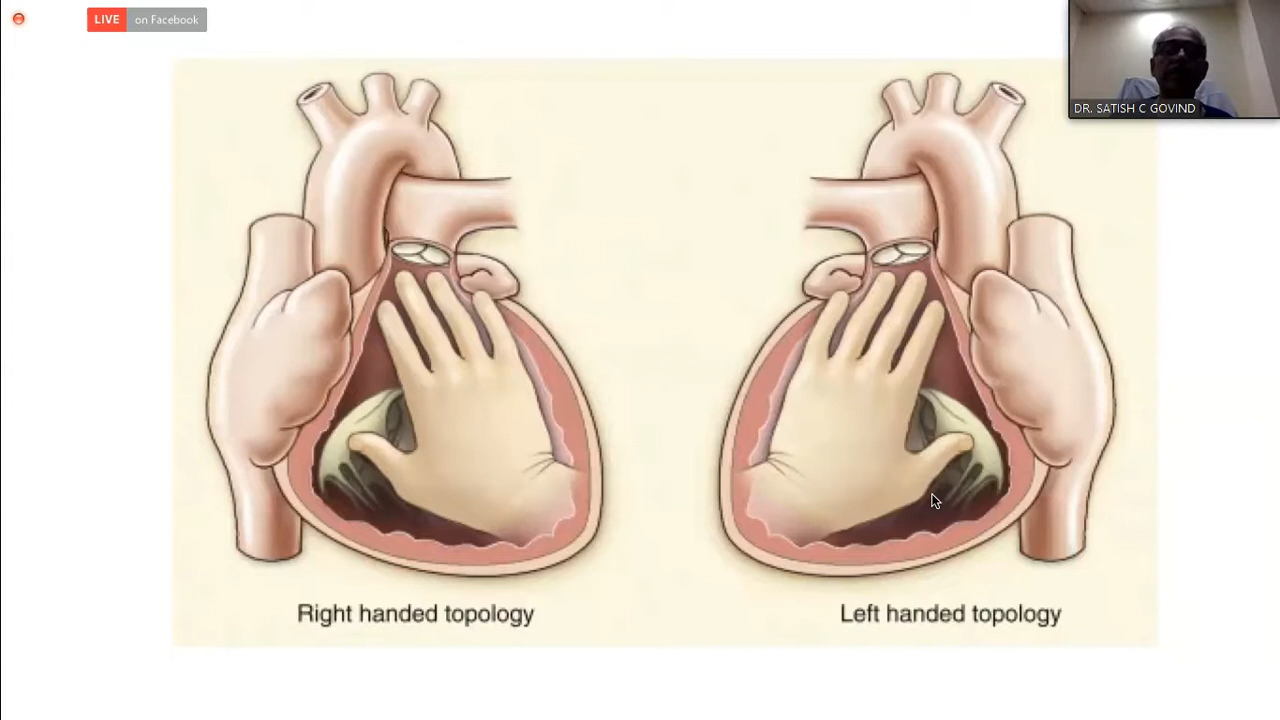 LIVE on Facebook
DR. SATISH C GOVIND
Right handed topology
Left handed topology